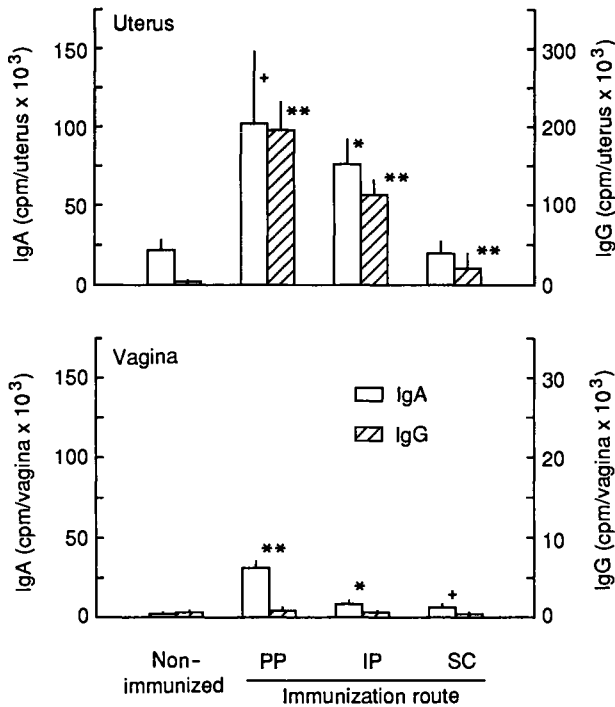 Uterus
IgA (cpm/uterus x 10³)
150
100
50
0
+
**
*
**
**
300
200
100
0
IgG (cpm/uterus x 10³)
Vagina
IgA (cpm/vagina x 10³)
150
100
50
0
IgA
IgG
**
*
+
30
20
10
0
IgG (cpm/vagina x 10³)
Non-
immunized
PP
IP
SC
Immunization route